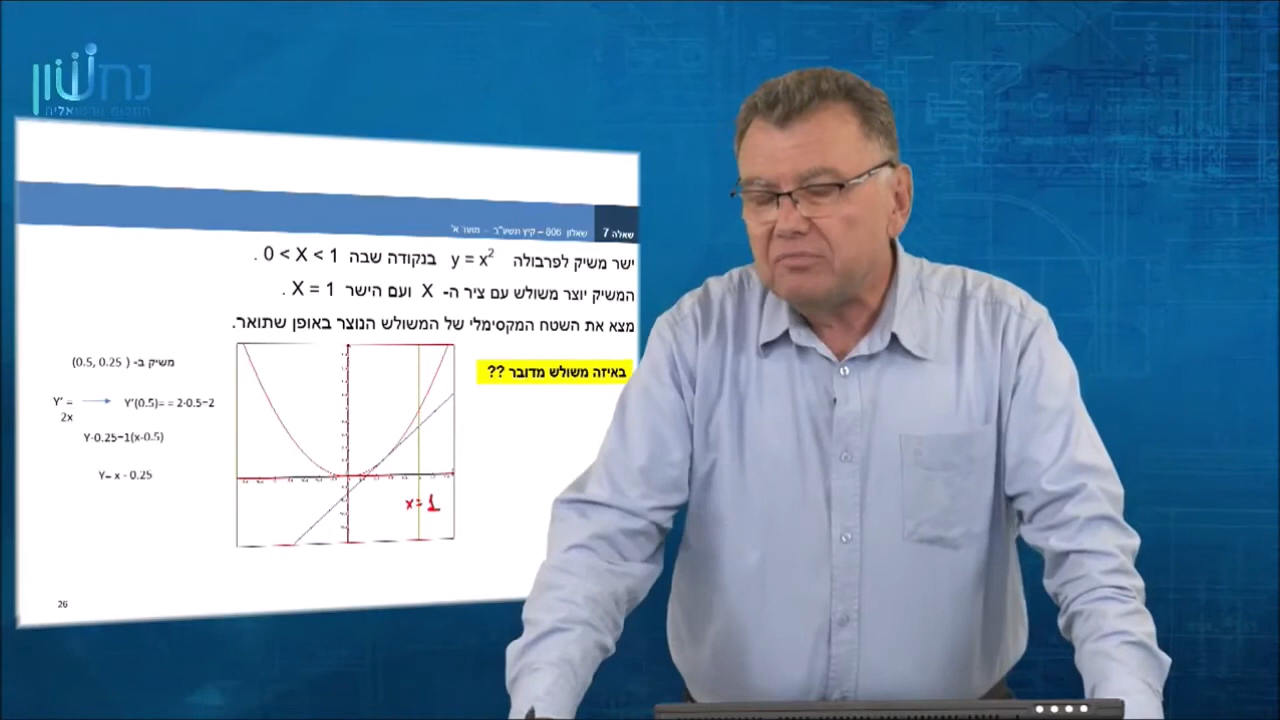 נחשון
שאלה 7 שאלון 806 – קיץ תשע"ב – מועד א'
ישר משיק לפרבולה y = x² בנקודה שבה 0 < X < 1 .
המשיק יוצר משולש עם ציר ה- X ועם הישר X = 1 .
מצא את השטח המקסימלי של המשולש הנוצר באופן שתואר.
באיזה משולש מדובר ??
משיק ב- (0.5, 0.25 )
Y' = 2x → Y'(0.5)= = 2·0.5−2
Y-0.25−1(x-0.5)
Y= x - 0.25
x = 1
26